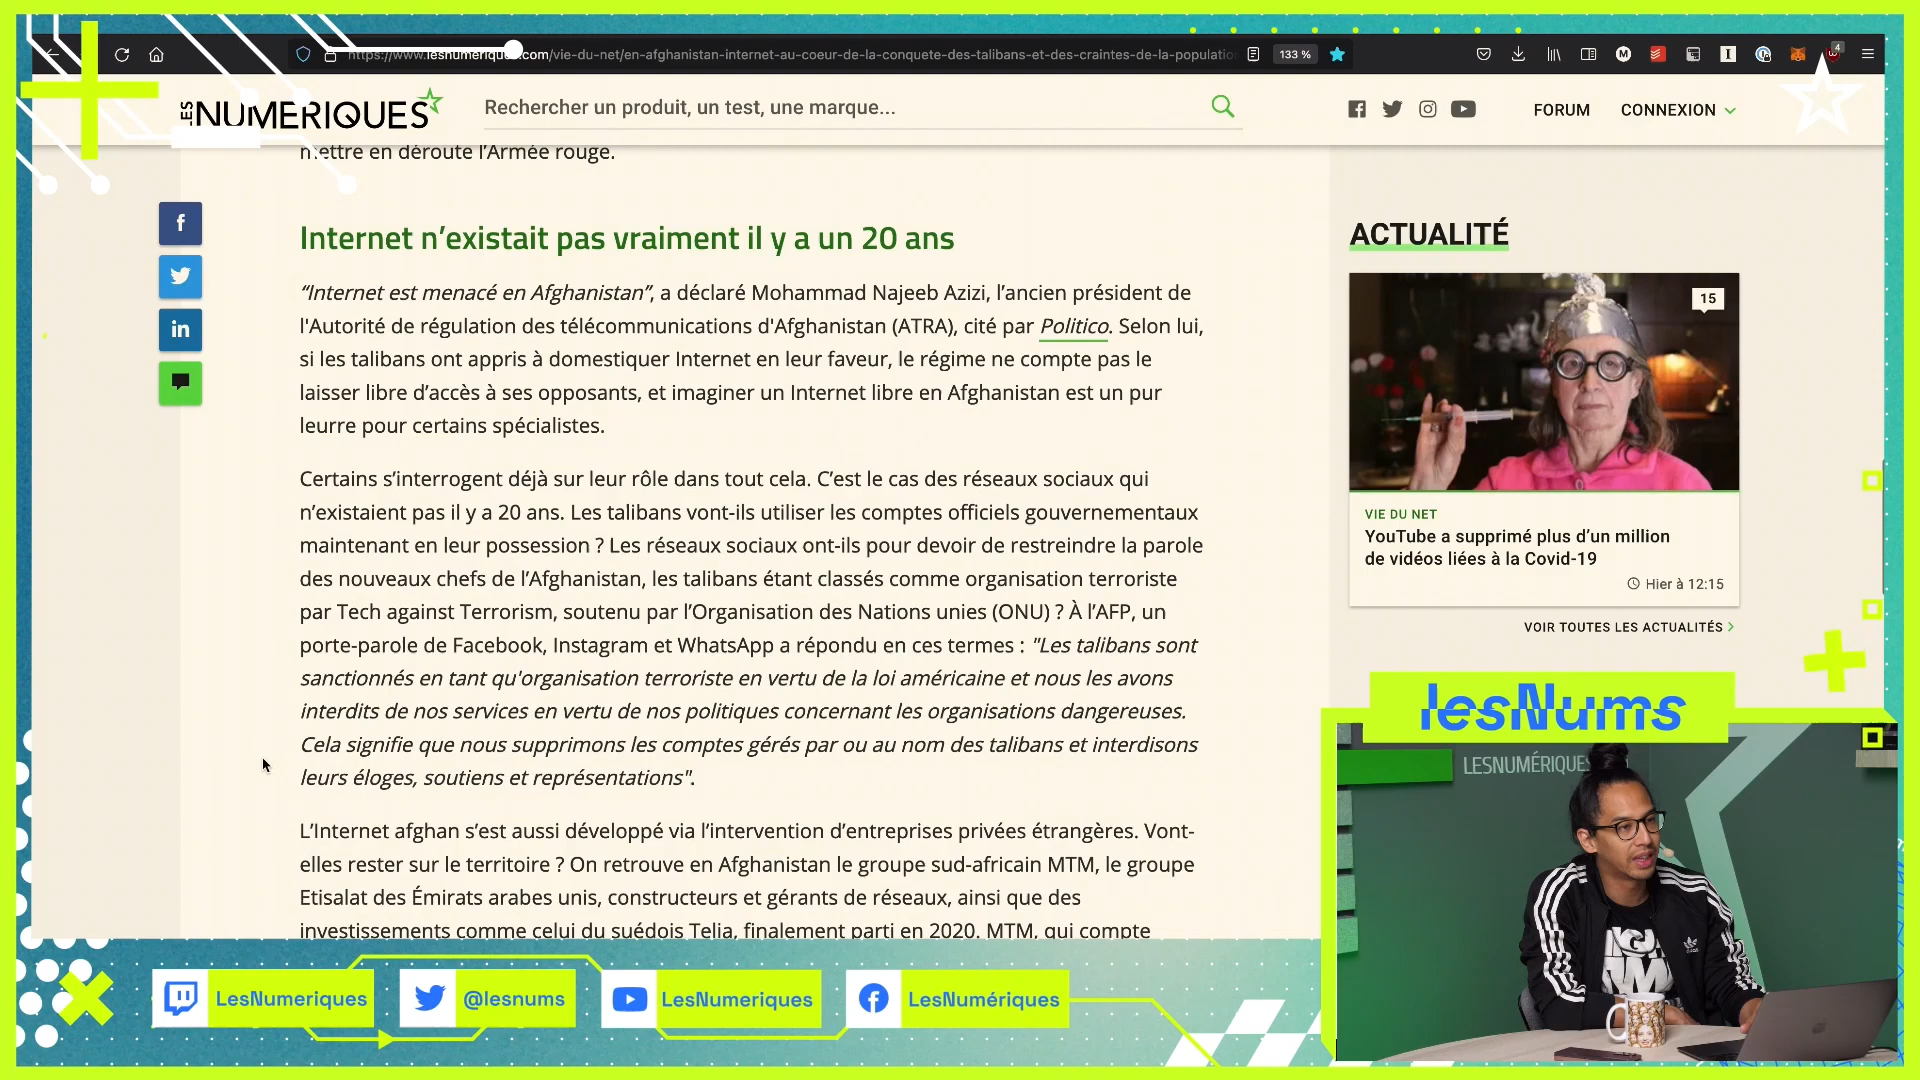 https://www.lesnumeriques.com/vie-du-net/en-afghanistan-internet-au-coeur-de-la-conquete-des-talibans-et-des-craintes-de-la-populatio
133 %
4
LES NUMERIQUES
Rechercher un produit, un test, une marque...
FORUM
CONNEXION
mettre en déroute l’Armée rouge.
Internet n’existait pas vraiment il y a un 20 ans
“Internet est menacé en Afghanistan”, a déclaré Mohammad Najeeb Azizi, l’ancien président de
l'Autorité de régulation des télécommunications d'Afghanistan (ATRA), cité par Politico. Selon lui,
si les talibans ont appris à domestiquer Internet en leur faveur, le régime ne compte pas le
laisser libre d’accès à ses opposants, et imaginer un Internet libre en Afghanistan est un pur
leurre pour certains spécialistes.
Certains s’interrogent déjà sur leur rôle dans tout cela. C’est le cas des réseaux sociaux qui
n’existaient pas il y a 20 ans. Les talibans vont-ils utiliser les comptes officiels gouvernementaux
maintenant en leur possession ? Les réseaux sociaux ont-ils pour devoir de restreindre la parole
des nouveaux chefs de l’Afghanistan, les talibans étant classés comme organisation terroriste
par Tech against Terrorism, soutenu par l’Organisation des Nations unies (ONU) ? À l’AFP, un
porte-parole de Facebook, Instagram et WhatsApp a répondu en ces termes : "Les talibans sont
sanctionnés en tant qu'organisation terroriste en vertu de la loi américaine et nous les avons
interdits de nos services en vertu de nos politiques concernant les organisations dangereuses.
Cela signifie que nous supprimons les comptes gérés par ou au nom des talibans et interdisons
leurs éloges, soutiens et représentations".
L’Internet afghan s’est aussi développé via l’intervention d’entreprises privées étrangères. Vont-
elles rester sur le territoire ? On retrouve en Afghanistan le groupe sud-africain MTM, le groupe
Etisalat des Émirats arabes unis, constructeurs et gérants de réseaux, ainsi que des
investissements comme celui du suédois Telia, finalement parti en 2020. MTM, qui compte
ACTUALITÉ
15
VIE DU NET
YouTube a supprimé plus d’un million
de vidéos liées à la Covid-19
Hier à 12:15
VOIR TOUTES LES ACTUALITÉS
lesNums
LESNUMÉRIQUES
LesNumeriques
@lesnums
LesNumeriques
LesNumériques